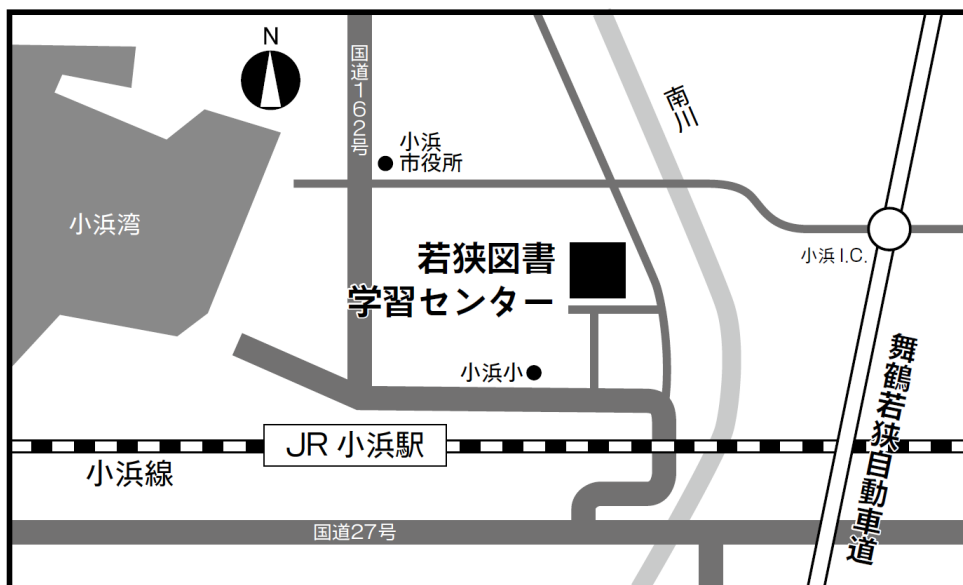 N
国道162号
南川
小浜
市役所
小浜湾
若狭図書
学習センター
小浜I.C.
小浜小
舞鶴若狭自動車道
JR 小浜駅
小浜線
国道27号